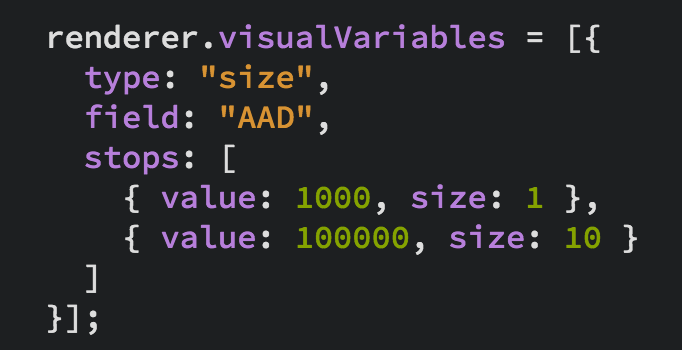 renderer.visualVariables = [{
  type: "size",
  field: "AAD",
  stops: [
    { value: 1000, size: 1 },
    { value: 100000, size: 10 }
  ]
}];